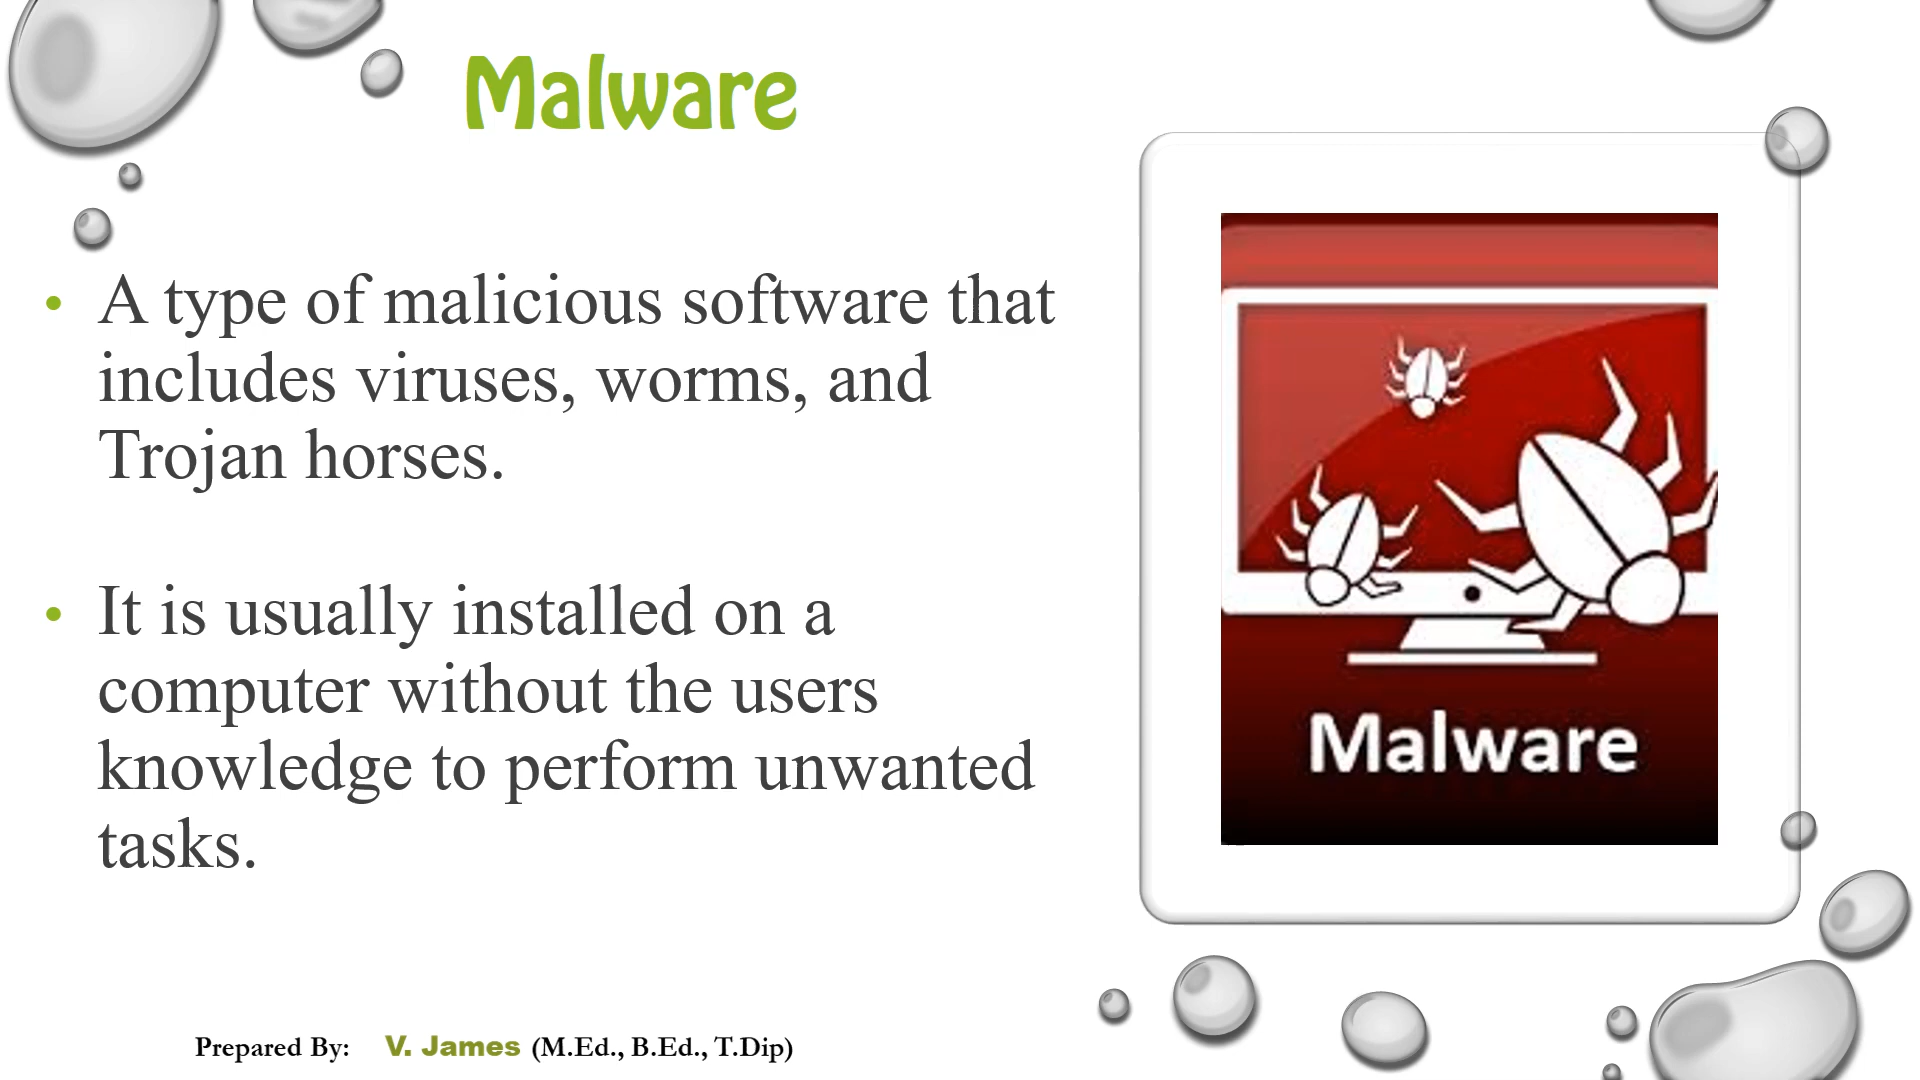 Malware
• A type of malicious software that
includes viruses, worms, and
Trojan horses.
• It is usually installed on a
computer without the users
knowledge to perform unwanted
tasks.
Malware
Prepared By: V. James (M.Ed., B.Ed., T.Dip)